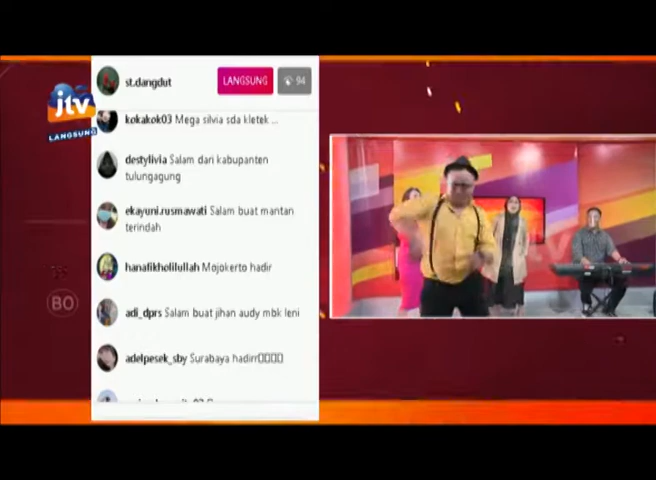 jtv
LANGSUNG
st.dangdut
LANGSUNG
94
kokakok03 Mega silvia sda kletek ...
destylivia Salam dari kabupanten
tulungagung
ekayuni.rusmawati Salam buat mantan
terindah
hanafikholilullah Mojokerto hadir
adi_dprs Salam buat jihan audy mbk leni
adelpesek_sby Surabaya hadirr
BO